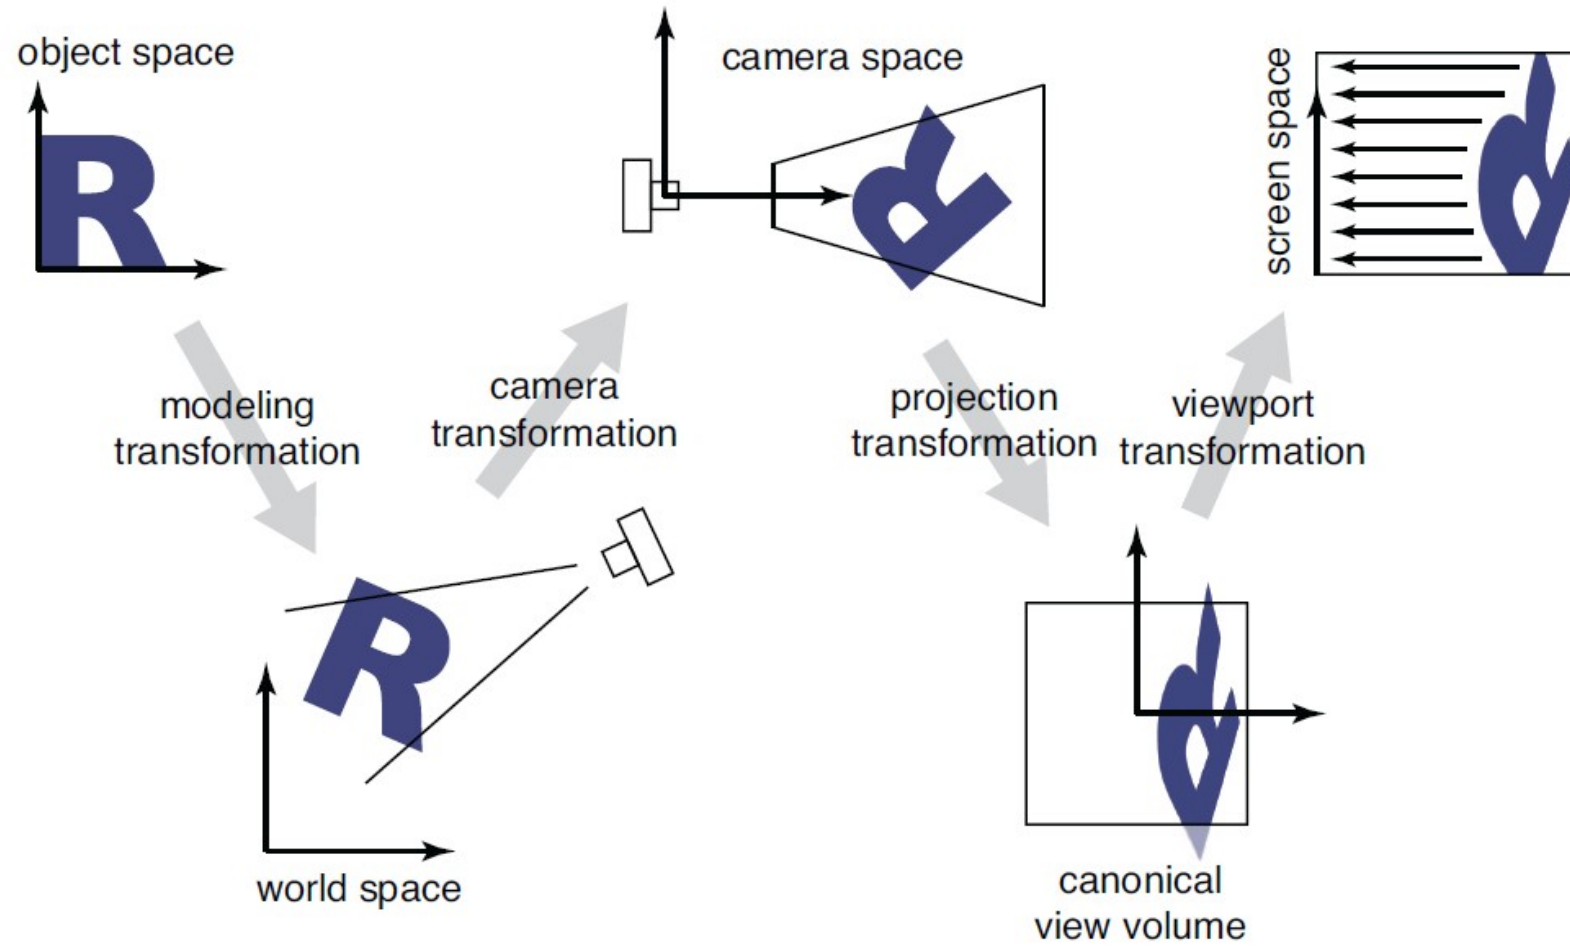 object space
R
modeling
transformation
R
world space
camera
transformation
camera space
R
projection
transformation
canonical
view volume
R
viewport
transformation
screen space
R